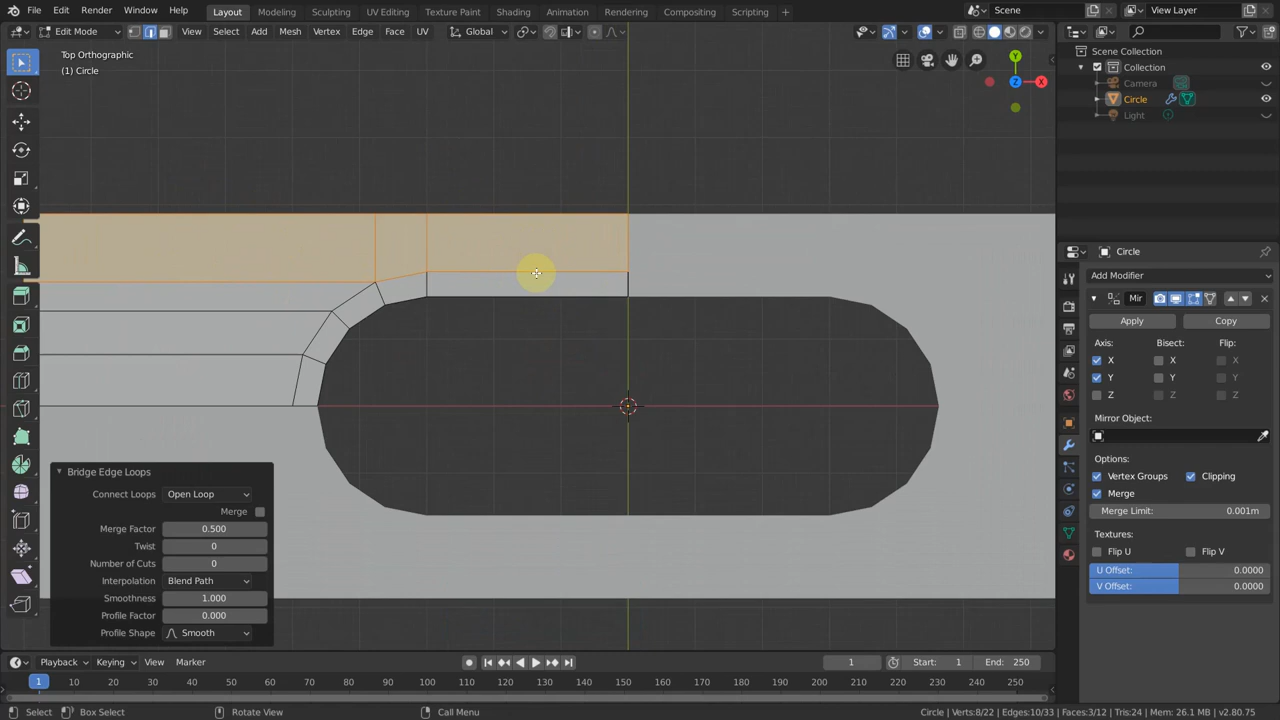 File Edit Render Window Help Layout Modeling Sculpting UV Editing Texture Paint Shading Animation Rendering Compositing Scripting + Scene View Layer
Edit Mode View Select Add Mesh Vertex Edge Face UV Global
Top Orthographic
(1) Circle
Y
Z X
Scene Collection
Collection
Camera
Circle
Light
Circle
Add Modifier
Mir
Apply Copy
Axis: Bisect: Flip:
X X X
Y Y Y
Z Z Z
Mirror Object:
Options:
Vertex Groups Clipping
Merge
Merge Limit: 0.001m
Textures:
Flip U Flip V
U Offset: 0.0000
V Offset: 0.0000
Bridge Edge Loops
Connect Loops Open Loop
Merge
Merge Factor 0.500
Twist 0
Number of Cuts 0
Interpolation Blend Path
Smoothness 1.000
Profile Factor 0.000
Profile Shape Smooth
Playback Keying View Marker 1 Start: 1 End: 250
1 10 20 30 40 50 60 70 80 90 100 110 120 130 140 150 160 170 180 190 200 210 220 230 240 250
Select Box Select Rotate View Call Menu Circle | Verts:8/22 | Edges:10/33 | Faces:3/12 | Tris:24 | Mem: 26.1 MB | v2.80.75